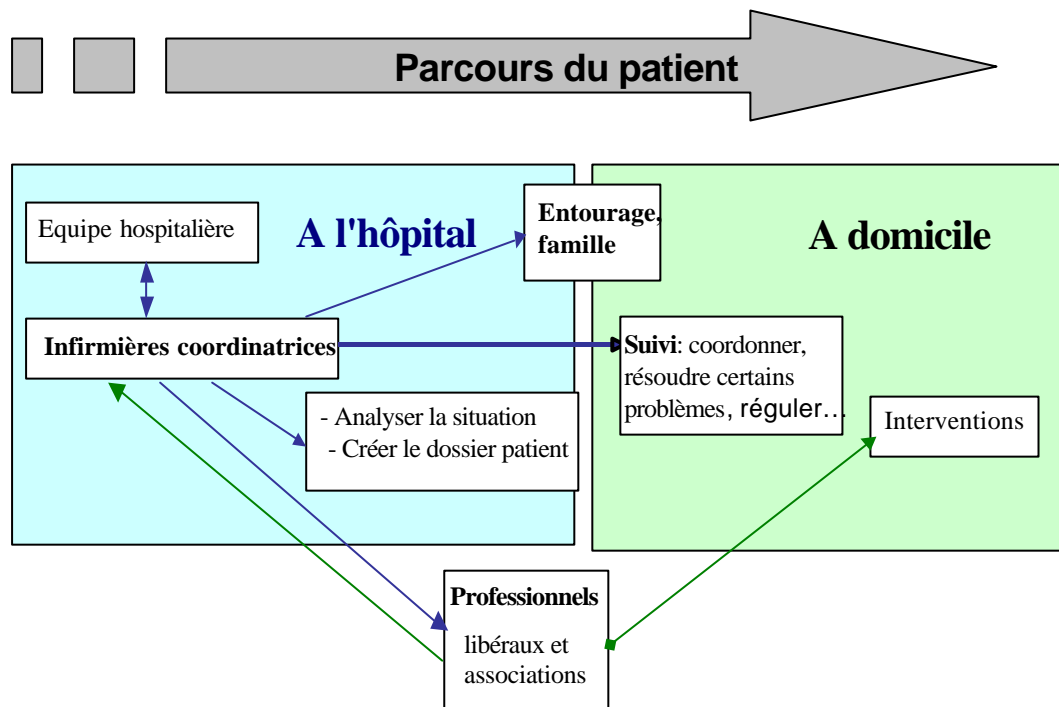 Parcours du patient
A l'hôpital
A domicile
Equipe hospitalière
Entourage,
famille
Infirmières coordinatrices
Suivi: coordonner,
résoudre certains
problèmes, réguler…
- Analyser la situation
- Créer le dossier patient
Interventions
Professionnels
libéraux et
associations